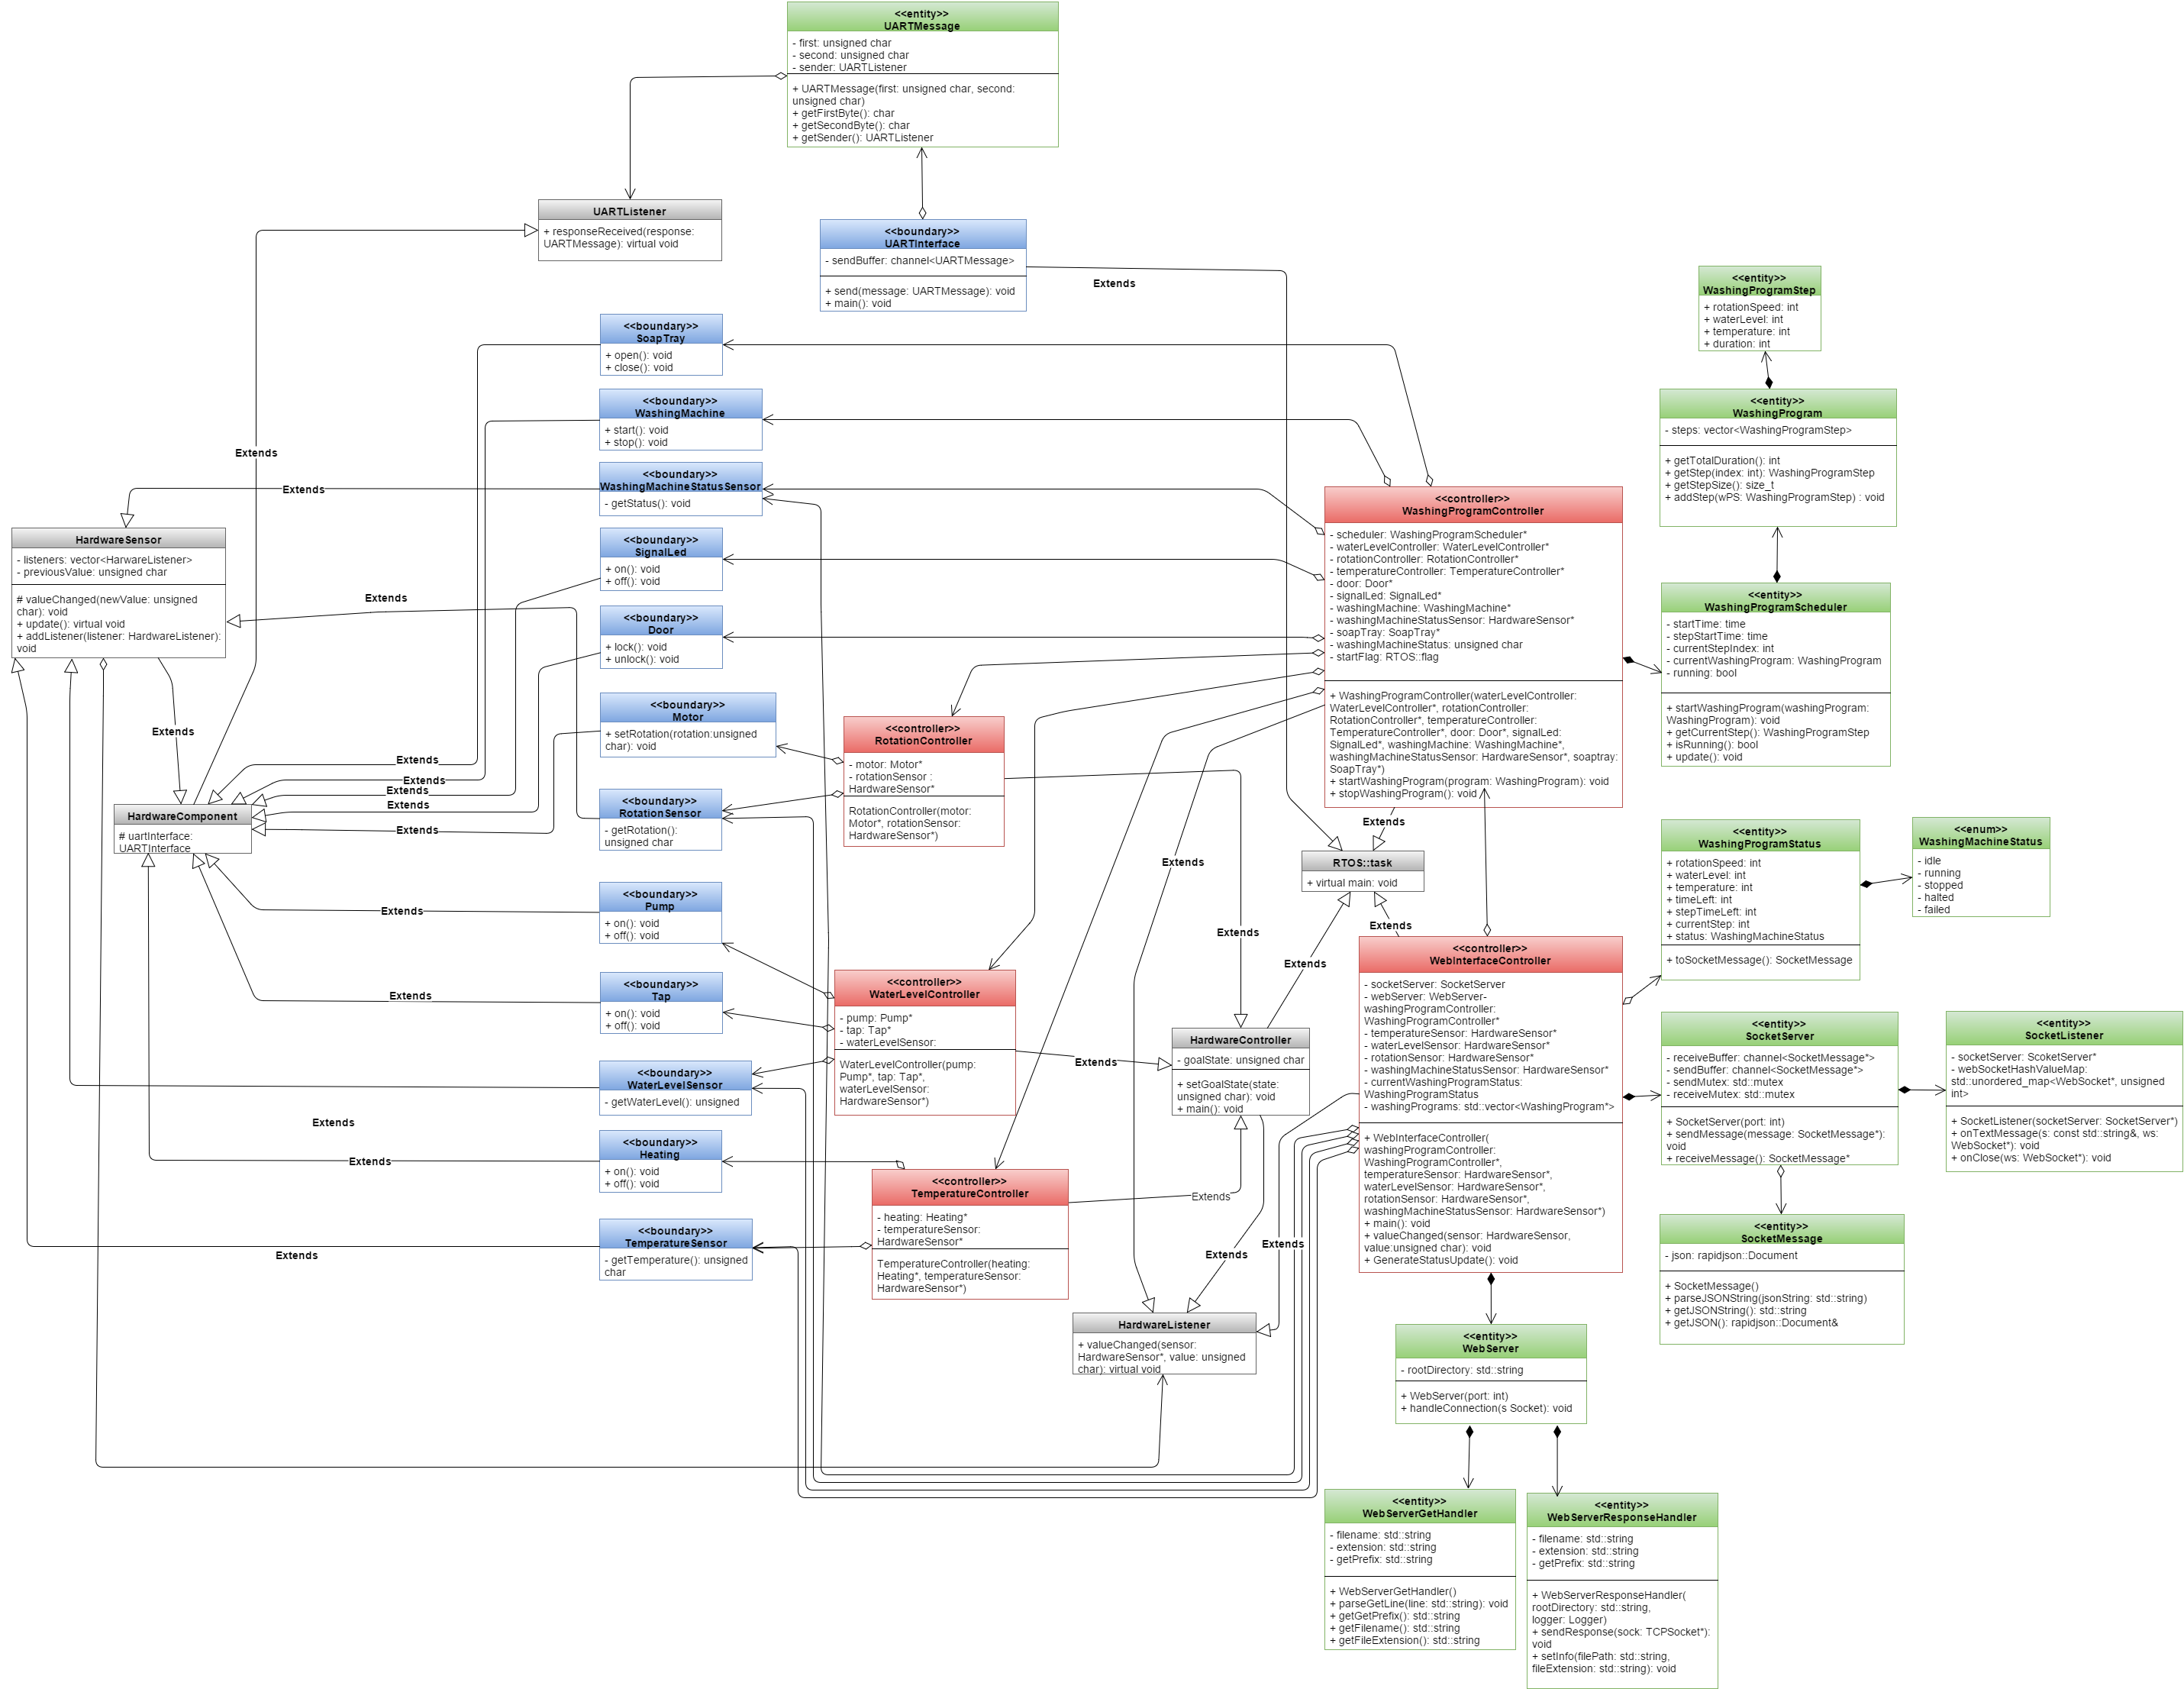 <<entity>>
UARTMessage
- first: unsigned char
- second: unsigned char
- sender: UARTListener
+ UARTMessage(first: unsigned char, second:
unsigned char)
+ getFirstByte(): char
+ getSecondByte(): char
+ getSender(): UARTListener
UARTListener
+ responseReceived(response:
UARTMessage): virtual void
<<boundary>>
UARTInterface
- sendBuffer: channel<UARTMessage>
+ send(message: UARTMessage): void
+ main(): void
Extends
<<entity>>
WashingProgramStep
+ rotationSpeed: int
+ waterLevel: int
+ temperature: int
+ duration: int
<<boundary>>
SoapTray
+ open(): void
+ close(): void
<<boundary>>
WashingMachine
+ start(): void
+ stop(): void
<<entity>>
WashingProgram
- steps: vector<WashingProgramStep>
+ getTotalDuration(): int
+ getStep(index: int): WashingProgramStep
+ getStepSize(): size_t
+ addStep(wPS: WashingProgramStep) : void
Extends
Extends
<<boundary>>
WashingMachineStatusSensor
- getStatus(): void
HardwareSensor
- listeners: vector<HarwareListener>
- previousValue: unsigned char
# valueChanged(newValue: unsigned
char): void
+ update(): virtual void
+ addListener(listener: HardwareListener):
void
<<boundary>>
SignalLed
+ on(): void
+ off(): void
Extends
<<boundary>>
Door
+ lock(): void
+ unlock(): void
<<controller>>
WashingProgramController
- scheduler: WashingProgramScheduler*
- waterLevelController: WaterLevelController*
- rotationController: RotationController*
- temperatureController: TemperatureController*
- door: Door*
- signalLed: SignalLed*
- washingMachine: WashingMachine*
- washingMachineStatusSensor: HardwareSensor*
- soapTray: SoapTray*
- washingMachineStatus: unsigned char
- startFlag: RTOS::flag
+ WashingProgramController(waterLevelController:
WaterLevelController*, rotationController:
RotationController*, temperatureController:
TemperatureController*, door: Door*, signalLed:
SignalLed*, washingMachine: WashingMachine*,
washingMachineStatusSensor: HardwareSensor*, soaptray:
SoapTray*)
+ startWashingProgram(program: WashingProgram): void
+ stopWashingProgram(): void
<<entity>>
WashingProgramScheduler
- startTime: time
- stepStartTime: time
- currentStepIndex: int
- currentWashingProgram: WashingProgram
- running: bool
+ startWashingProgram(washingProgram:
WashingProgram): void
+ getCurrentStep(): WashingProgramStep
+ isRunning(): bool
+ update(): void
Extends
<<boundary>>
Motor
+ setRotation(rotation:unsigned
char): void
<<controller>>
RotationController
- motor: Motor*
- rotationSensor :
HardwareSensor*
RotationController(motor:
Motor*, rotationSensor:
HardwareSensor*)
Extends
Extends
Extends
Extends
Extends
HardwareComponent
# uartInterface:
UARTInterface
<<boundary>>
RotationSensor
- getRotation():
unsigned char
Extends
Extends
RTOS::task
+ virtual main: void
<<entity>>
WashingProgramStatus
+ rotationSpeed: int
+ waterLevel: int
+ temperature: int
+ timeLeft: int
+ stepTimeLeft: int
+ currentStep: int
+ status: WashingMachineStatus
+ toSocketMessage(): SocketMessage
<<enum>>
WashingMachineStatus
- idle
- running
- stopped
- halted
- failed
<<boundary>>
Pump
+ on(): void
+ off(): void
Extends
Extends
Extends
Extends
<<boundary>>
Tap
+ on(): void
+ off(): void
Extends
<<controller>>
WaterLevelController
- pump: Pump*
- tap: Tap*
- waterLevelSensor:
WaterLevelController(pump:
Pump*, tap: Tap*,
waterLevelSensor:
HardwareSensor*)
Extends
HardwareController
- goalState: unsigned char
+ setGoalState(state:
unsigned char): void
+ main(): void
<<controller>>
WebInterfaceController
- socketServer: SocketServer
- webServer: WebServer-
washingProgramController:
WashingProgramController*
- temperatureSensor: HardwareSensor*
- waterLevelSensor: HardwareSensor*
- rotationSensor: HardwareSensor*
- washingMachineStatusSensor: HardwareSensor*
- currentWashingProgramStatus:
WashingProgramStatus
- washingPrograms: std::vector<WashingProgram*>
+ WebInterfaceController(
washingProgramController:
WashingProgramController*,
temperatureSensor: HardwareSensor*,
waterLevelSensor: HardwareSensor*,
rotationSensor: HardwareSensor*,
washingMachineStatusSensor: HardwareSensor*)
+ main(): void
+ valueChanged(sensor: HardwareSensor,
value:unsigned char): void
+ GenerateStatusUpdate(): void
<<entity>>
SocketServer
- receiveBuffer: channel<SocketMessage*>
- sendBuffer: channel<SocketMessage*>
- sendMutex: std::mutex
- receiveMutex: std::mutex
+ SocketServer(port: int)
+ sendMessage(message: SocketMessage*):
void
+ receiveMessage(): SocketMessage*
<<entity>>
SocketListener
- socketServer: ScoketServer*
- webSocketHashValueMap:
std::unordered_map<WebSocket*, unsigned
int>
+ SocketListener(socketServer: SocketServer*)
+ onTextMessage(s: const std::string&, ws:
WebSocket*): void
+ onClose(ws: WebSocket*): void
<<boundary>>
WaterLevelSensor
- getWaterLevel(): unsigned
Extends
Extends
<<boundary>>
Heating
+ on(): void
+ off(): void
<<controller>>
TemperatureController
- heating: Heating*
- temperatureSensor:
HardwareSensor*
TemperatureController(heating:
Heating*, temperatureSensor:
HardwareSensor*)
Extends
<<boundary>>
TemperatureSensor
- getTemperature(): unsigned
char
Extends
Extends
Extends
<<entity>>
SocketMessage
- json: rapidjson::Document
+ SocketMessage()
+ parseJSONString(jsonString: std::string)
+ getJSONString(): std::string
+ getJSON(): rapidjson::Document&
HardwareListener
+ valueChanged(sensor:
HardwareSensor*, value: unsigned
char): virtual void
<<entity>>
WebServer
- rootDirectory: std::string
+ WebServer(port: int)
+ handleConnection(s Socket): void
<<entity>>
WebServerGetHandler
- filename: std::string
- extension: std::string
- getPrefix: std::string
+ WebServerGetHandler()
+ parseGetLine(line: std::string): void
+ getGetPrefix(): std::string
+ getFilename(): std::string
+ getFileExtension(): std::string
<<entity>>
WebServerResponseHandler
- filename: std::string
- extension: std::string
- getPrefix: std::string
+ WebServerResponseHandler(
rootDirectory: std::string,
logger: Logger)
+ sendResponse(sock: TCPSocket*):
void
+ setInfo(filePath: std::string,
fileExtension: std::string): void